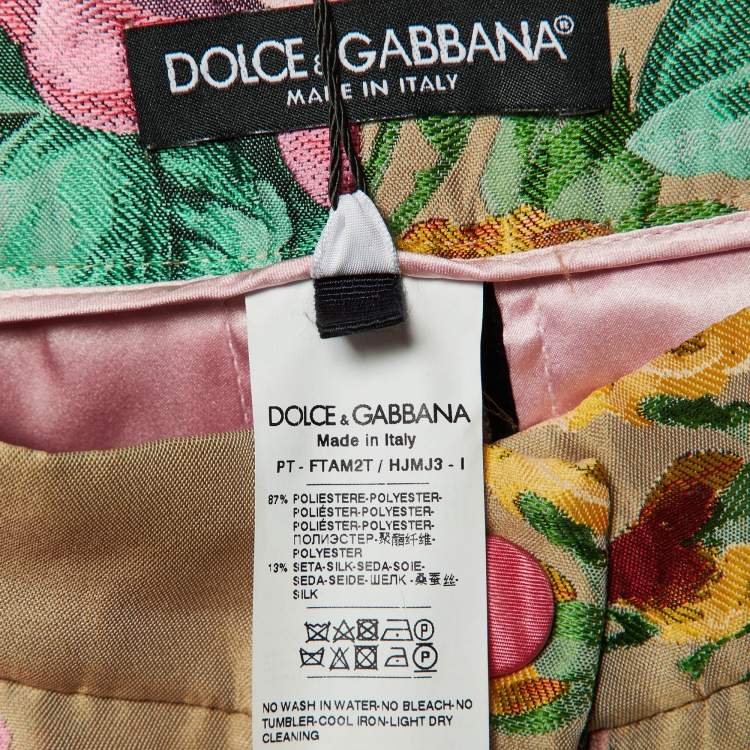 DOLCE & GABBANA®
MADE IN ITALY
DOLCE & GABBANA
Made in Italy
PT - FTAM2T / HJMJ3 - I
87% POLIESTERE-POLYESTER-
POLIÉSTER-POLYESTER-
POLIÉSTER-POLYESTER-
ПОЛИЭСТЕР-聚酯纤维-
POLYESTER
13% SETA-SILK-SEDA-SOIE-
SEDA-SEIDE-ШЕЛК-桑蚕丝-
SILK
P
P
NO WASH IN WATER-NO BLEACH-NO
TUMBLER-COOL IRON-LIGHT DRY
CLEANING